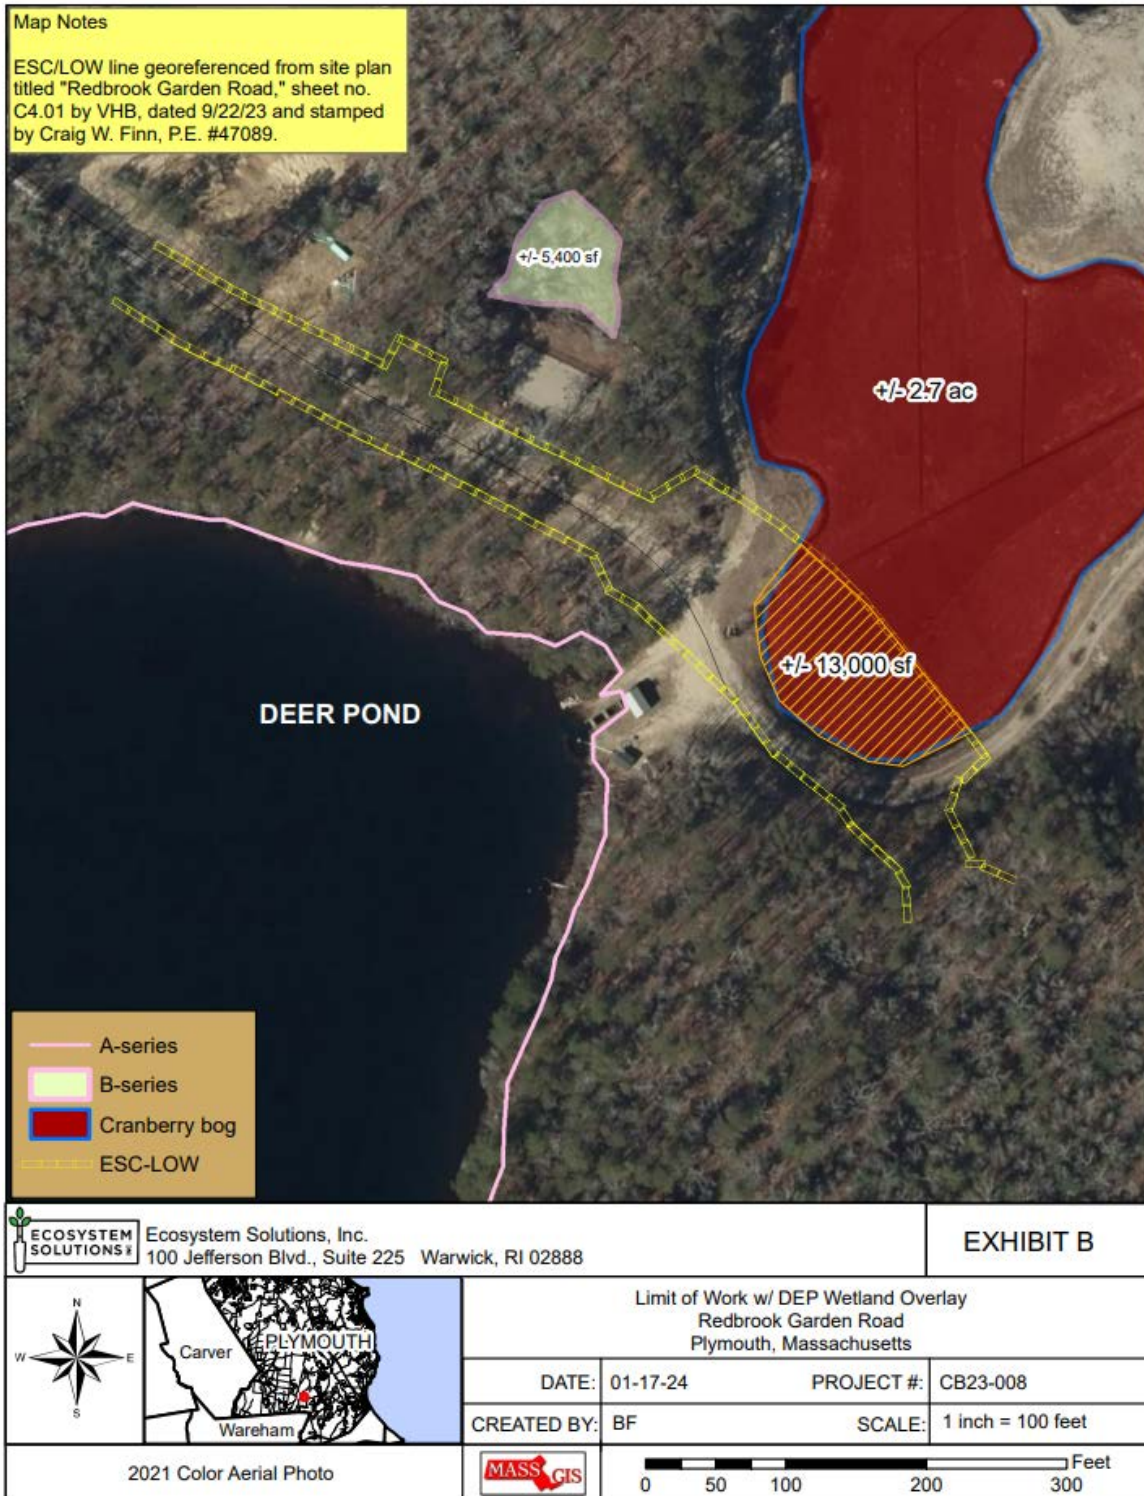 Map Notes
ESC/LOW line georeferenced from site plan
titled "Redbrook Garden Road," sheet no.
C4.01 by VHB, dated 9/22/23 and stamped
by Craig W. Finn, P.E. #47089.
+/- 5,400 sf
+/- 2.7 ac
+/- 13,000 sf
DEER POND
A-series
B-series
Cranberry bog
ESC-LOW
ECOSYSTEM
SOLUTIONS
Ecosystem Solutions, Inc.
100 Jefferson Blvd., Suite 225 Warwick, RI 02888
EXHIBIT B
N
W E
S
PLYMOUTH
Carver
Wareham
Limit of Work w/ DEP Wetland Overlay
Redbrook Garden Road
Plymouth, Massachusetts
DATE: 01-17-24 PROJECT #: CB23-008
CREATED BY: BF SCALE: 1 inch = 100 feet
2021 Color Aerial Photo
MASS GIS
Feet
0 50 100 200 300